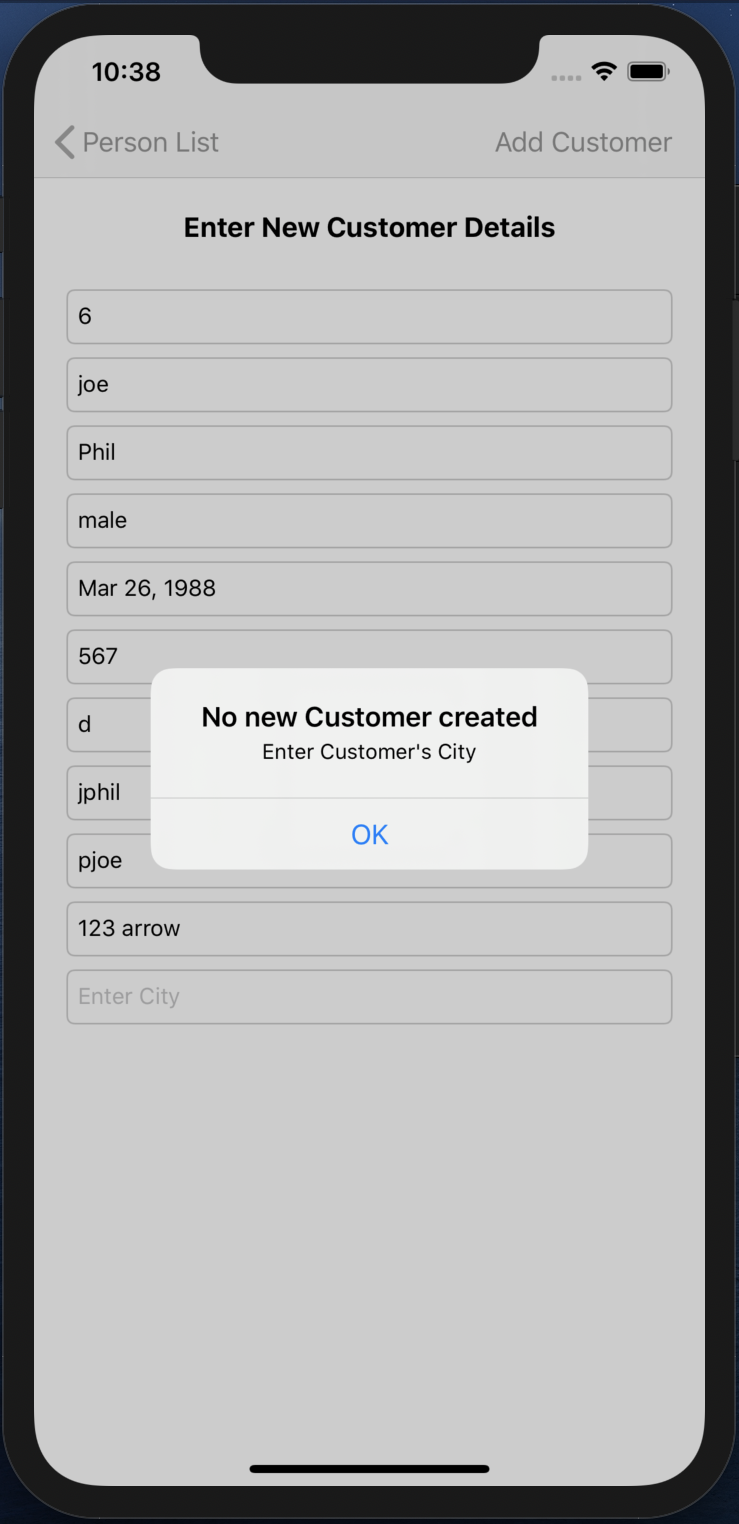 10:38
Person List
Add Customer
Enter New Customer Details
6
joe
Phil
male
Mar 26, 1988
567
d
jphil
pjoe
123 arrow
Enter City
No new Customer created
Enter Customer's City
OK